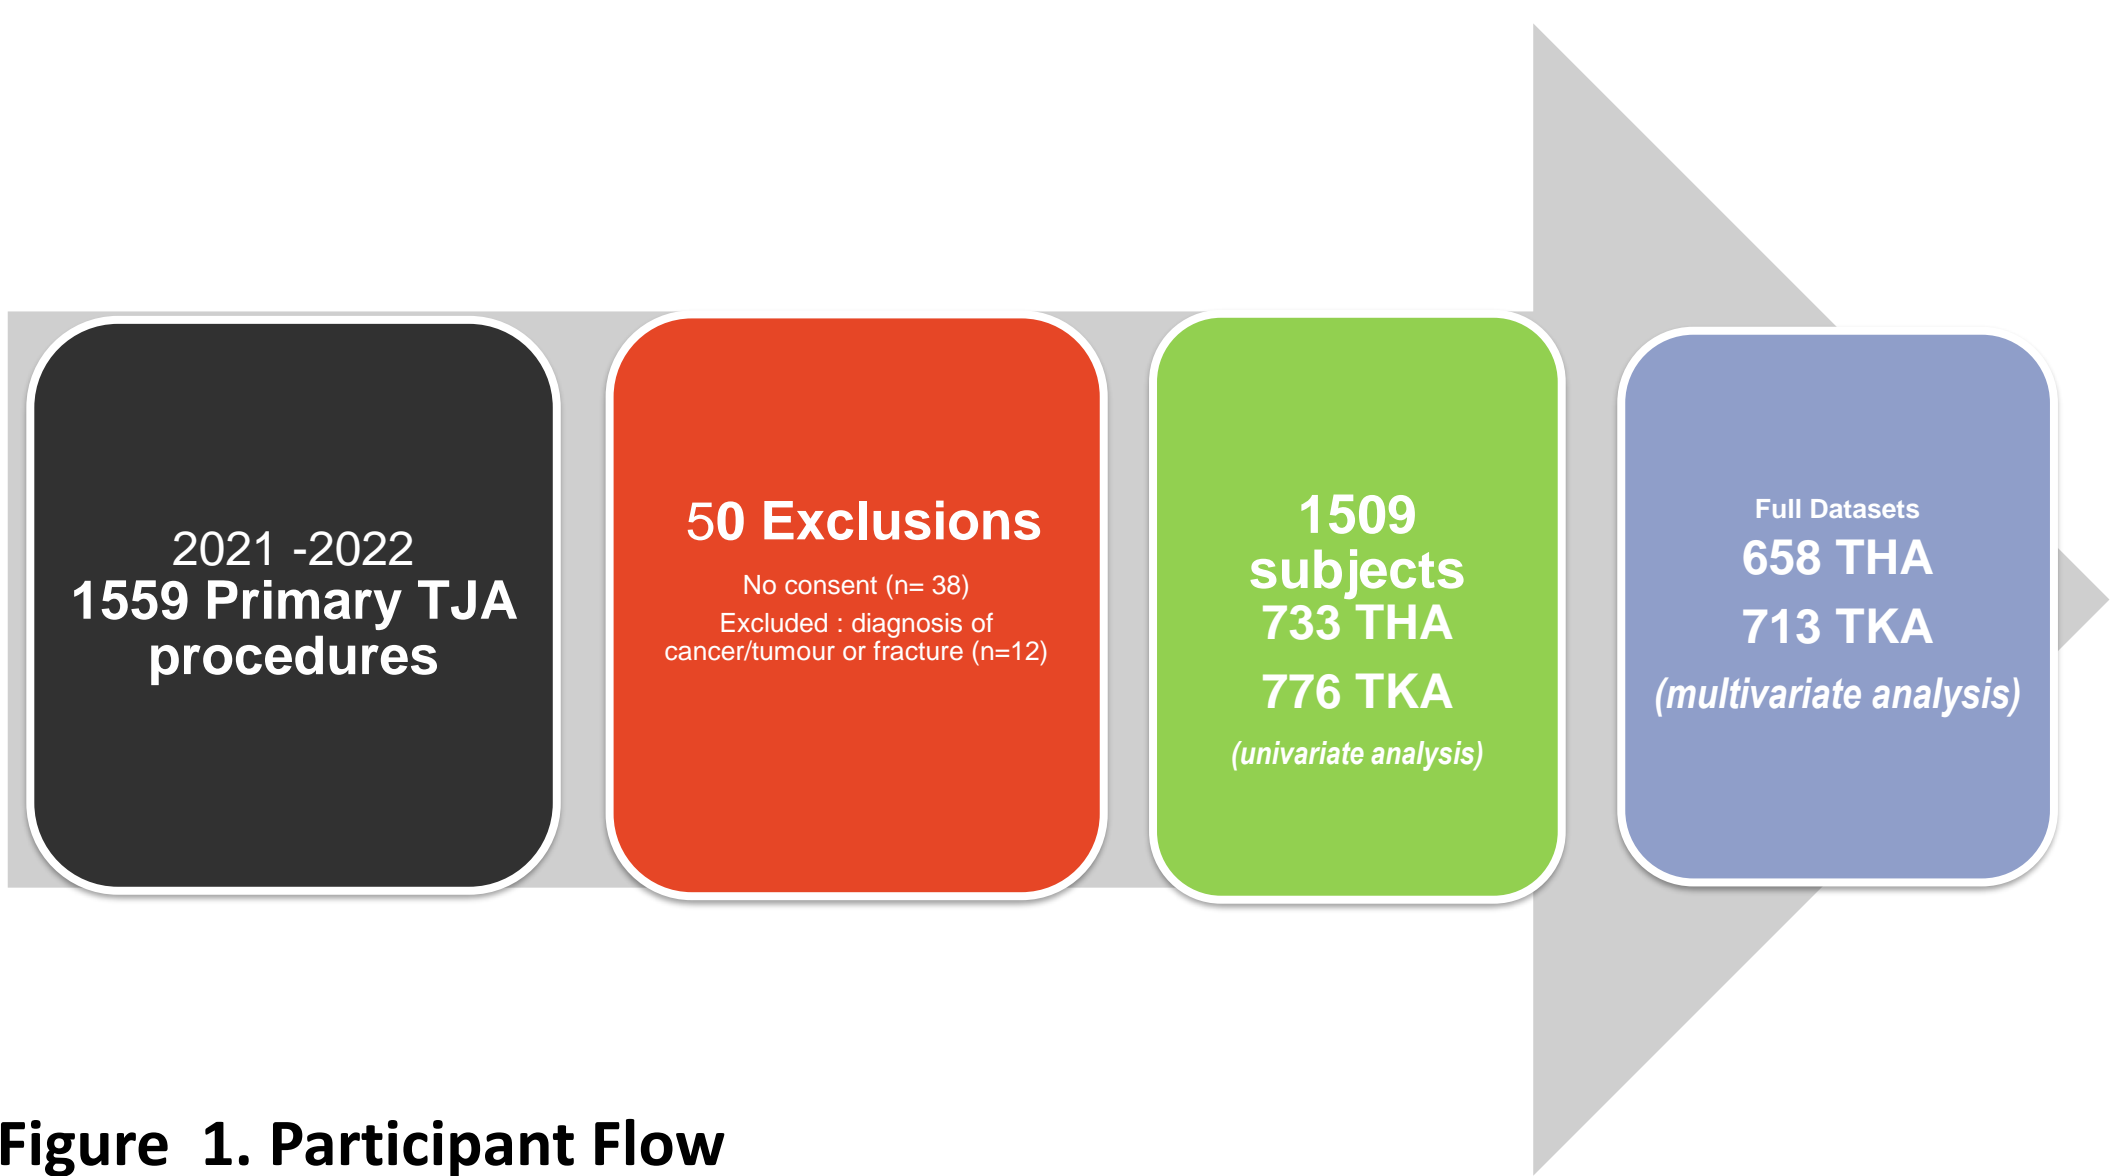 2021 -2022
1559 Primary TJA
procedures
50 Exclusions
No consent (n= 38)
Excluded : diagnosis of
cancer/tumour or fracture (n=12)
1509
subjects
733 THA
776 TKA
(univariate analysis)
Full Datasets
658 THA
713 TKA
(multivariate analysis)
Figure 1. Participant Flow